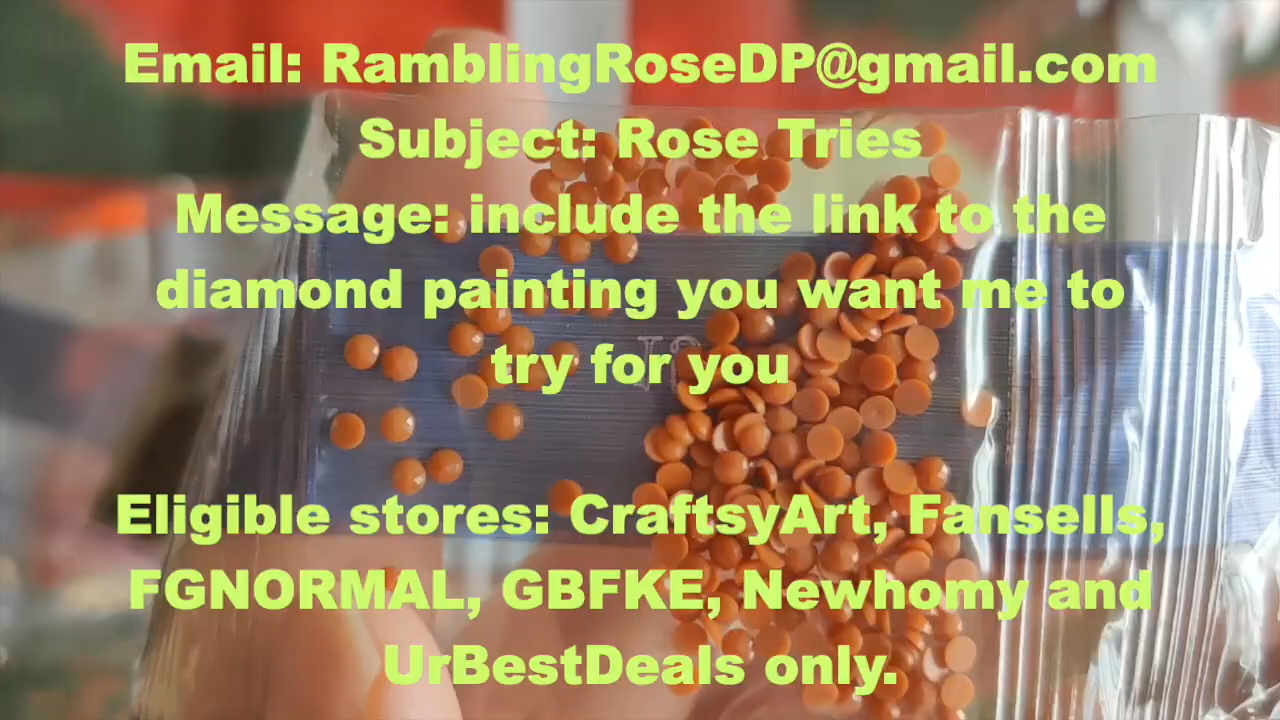 Email: RamblingRoseDP@gmail.com
Subject: Rose Tries
Message: include the link to the
diamond painting you want me to
try for you
Eligible stores: CraftsyArt, Fansells,
FGNORMAL, GBFKE, Newhomy and
UrBestDeals only.